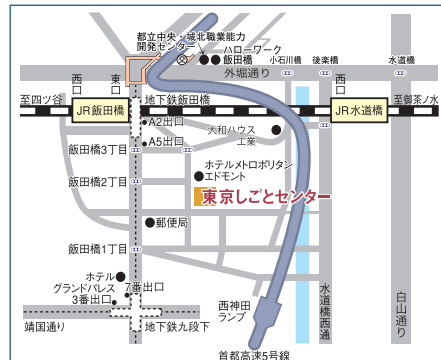 都立中央・城北職業能力
開発センター
ハローワーク
飯田橋
小石川橋
後楽橋
水道橋
外堀通り
西口
東口
西口
至四ツ谷
JR飯田橋
地下鉄飯田橋
JR水道橋
至御茶ノ水
A2出口
大和ハウス
工業
A5出口
飯田橋3丁目
ホテルメトロポリタン
エドモント
飯田橋2丁目
東京しごとセンター
郵便局
飯田橋1丁目
ホテル
グランドパレス
7番出口
3番出口
西神田
ランプ
水道橋西通り
白山通り
靖国通り
地下鉄九段下
首都高速5号線